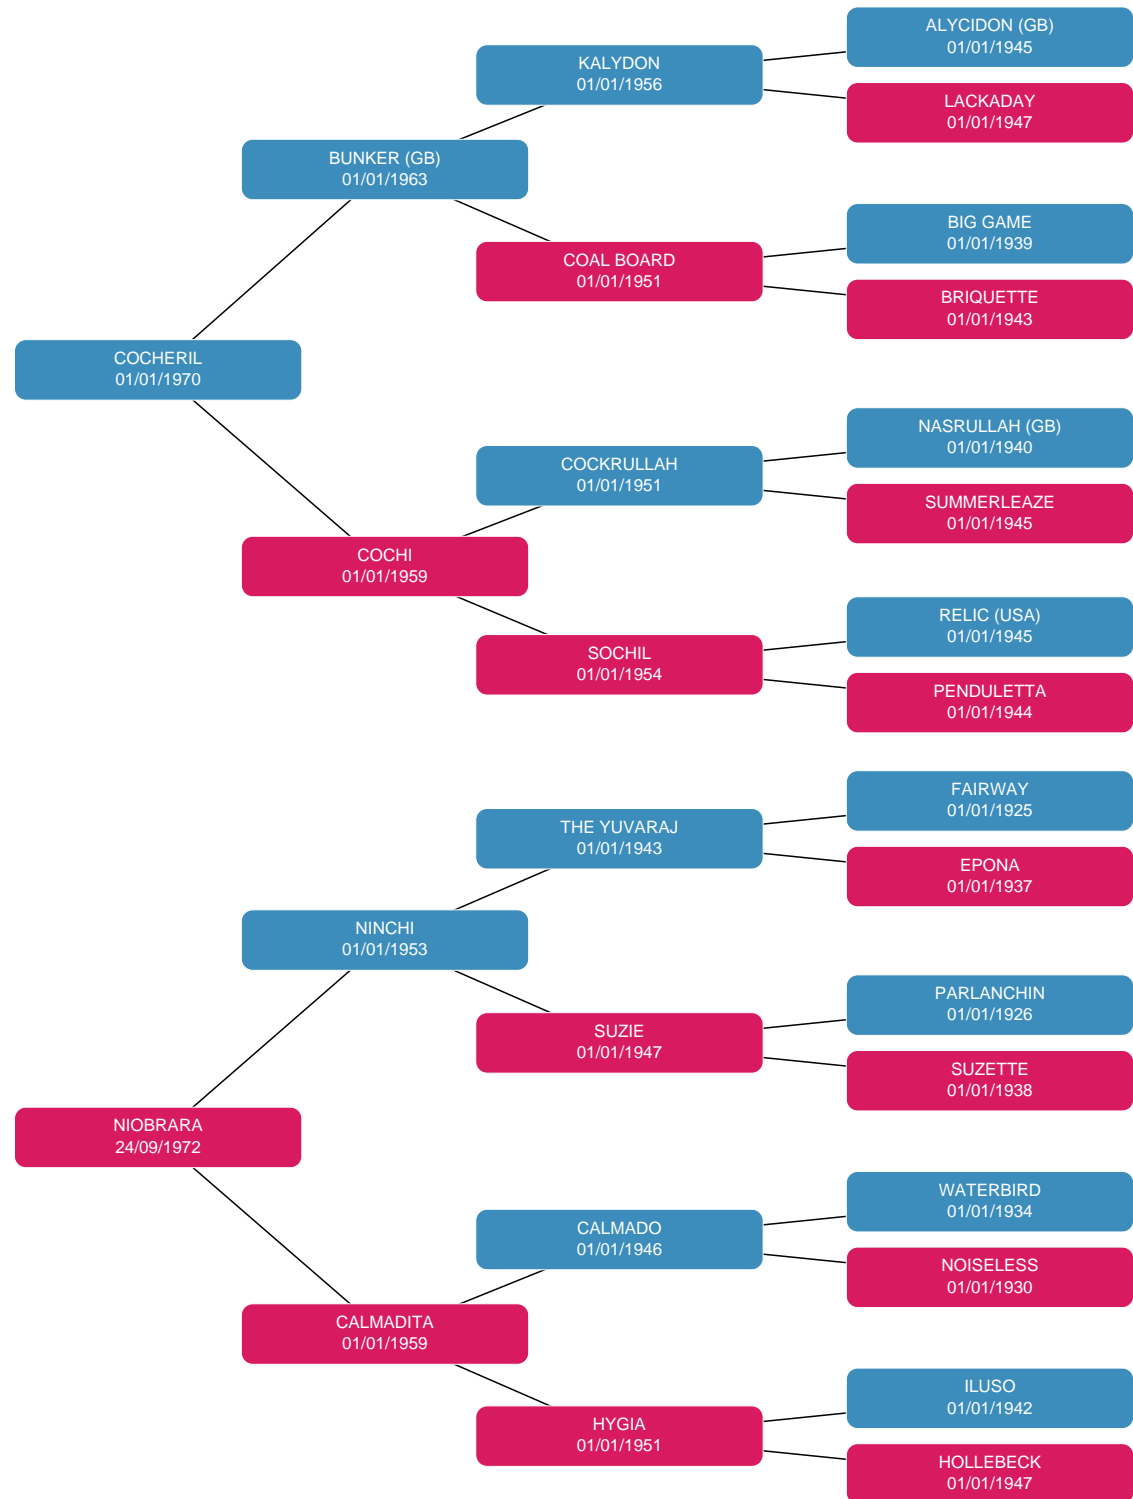 ALYCIDON (GB)
01/01/1945
KALYDON
01/01/1956
LACKADAY
01/01/1947
BUNKER (GB)
01/01/1963
BIG GAME
01/01/1939
COAL BOARD
01/01/1951
BRIQUETTE
01/01/1943
COCHERIL
01/01/1970
NASRULLAH (GB)
01/01/1940
COCKRULLAH
01/01/1951
SUMMERLEAZE
01/01/1945
COCHI
01/01/1959
RELIC (USA)
01/01/1945
SOCHIL
01/01/1954
PENDULETTA
01/01/1944
FAIRWAY
01/01/1925
THE YUVARAJ
01/01/1943
EPONA
01/01/1937
NINCHI
01/01/1953
PARLANCHIN
01/01/1926
SUZIE
01/01/1947
SUZETTE
01/01/1938
NIOBRARA
24/09/1972
WATERBIRD
01/01/1934
CALMADO
01/01/1946
NOISELESS
01/01/1930
CALMADITA
01/01/1959
ILUSO
01/01/1942
HYGIA
01/01/1951
HOLLEBECK
01/01/1947